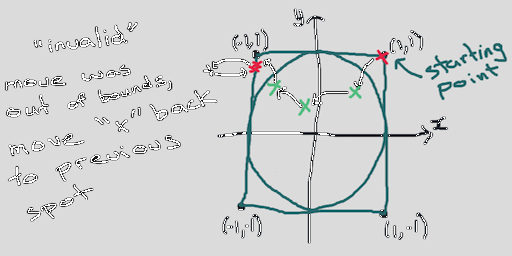 "invalid"
move was
out of bounds,
move "x" back
to previous
spot
y
(-1,1)
(1,1)
starting
point
x
(-1,-1)
(1,-1)